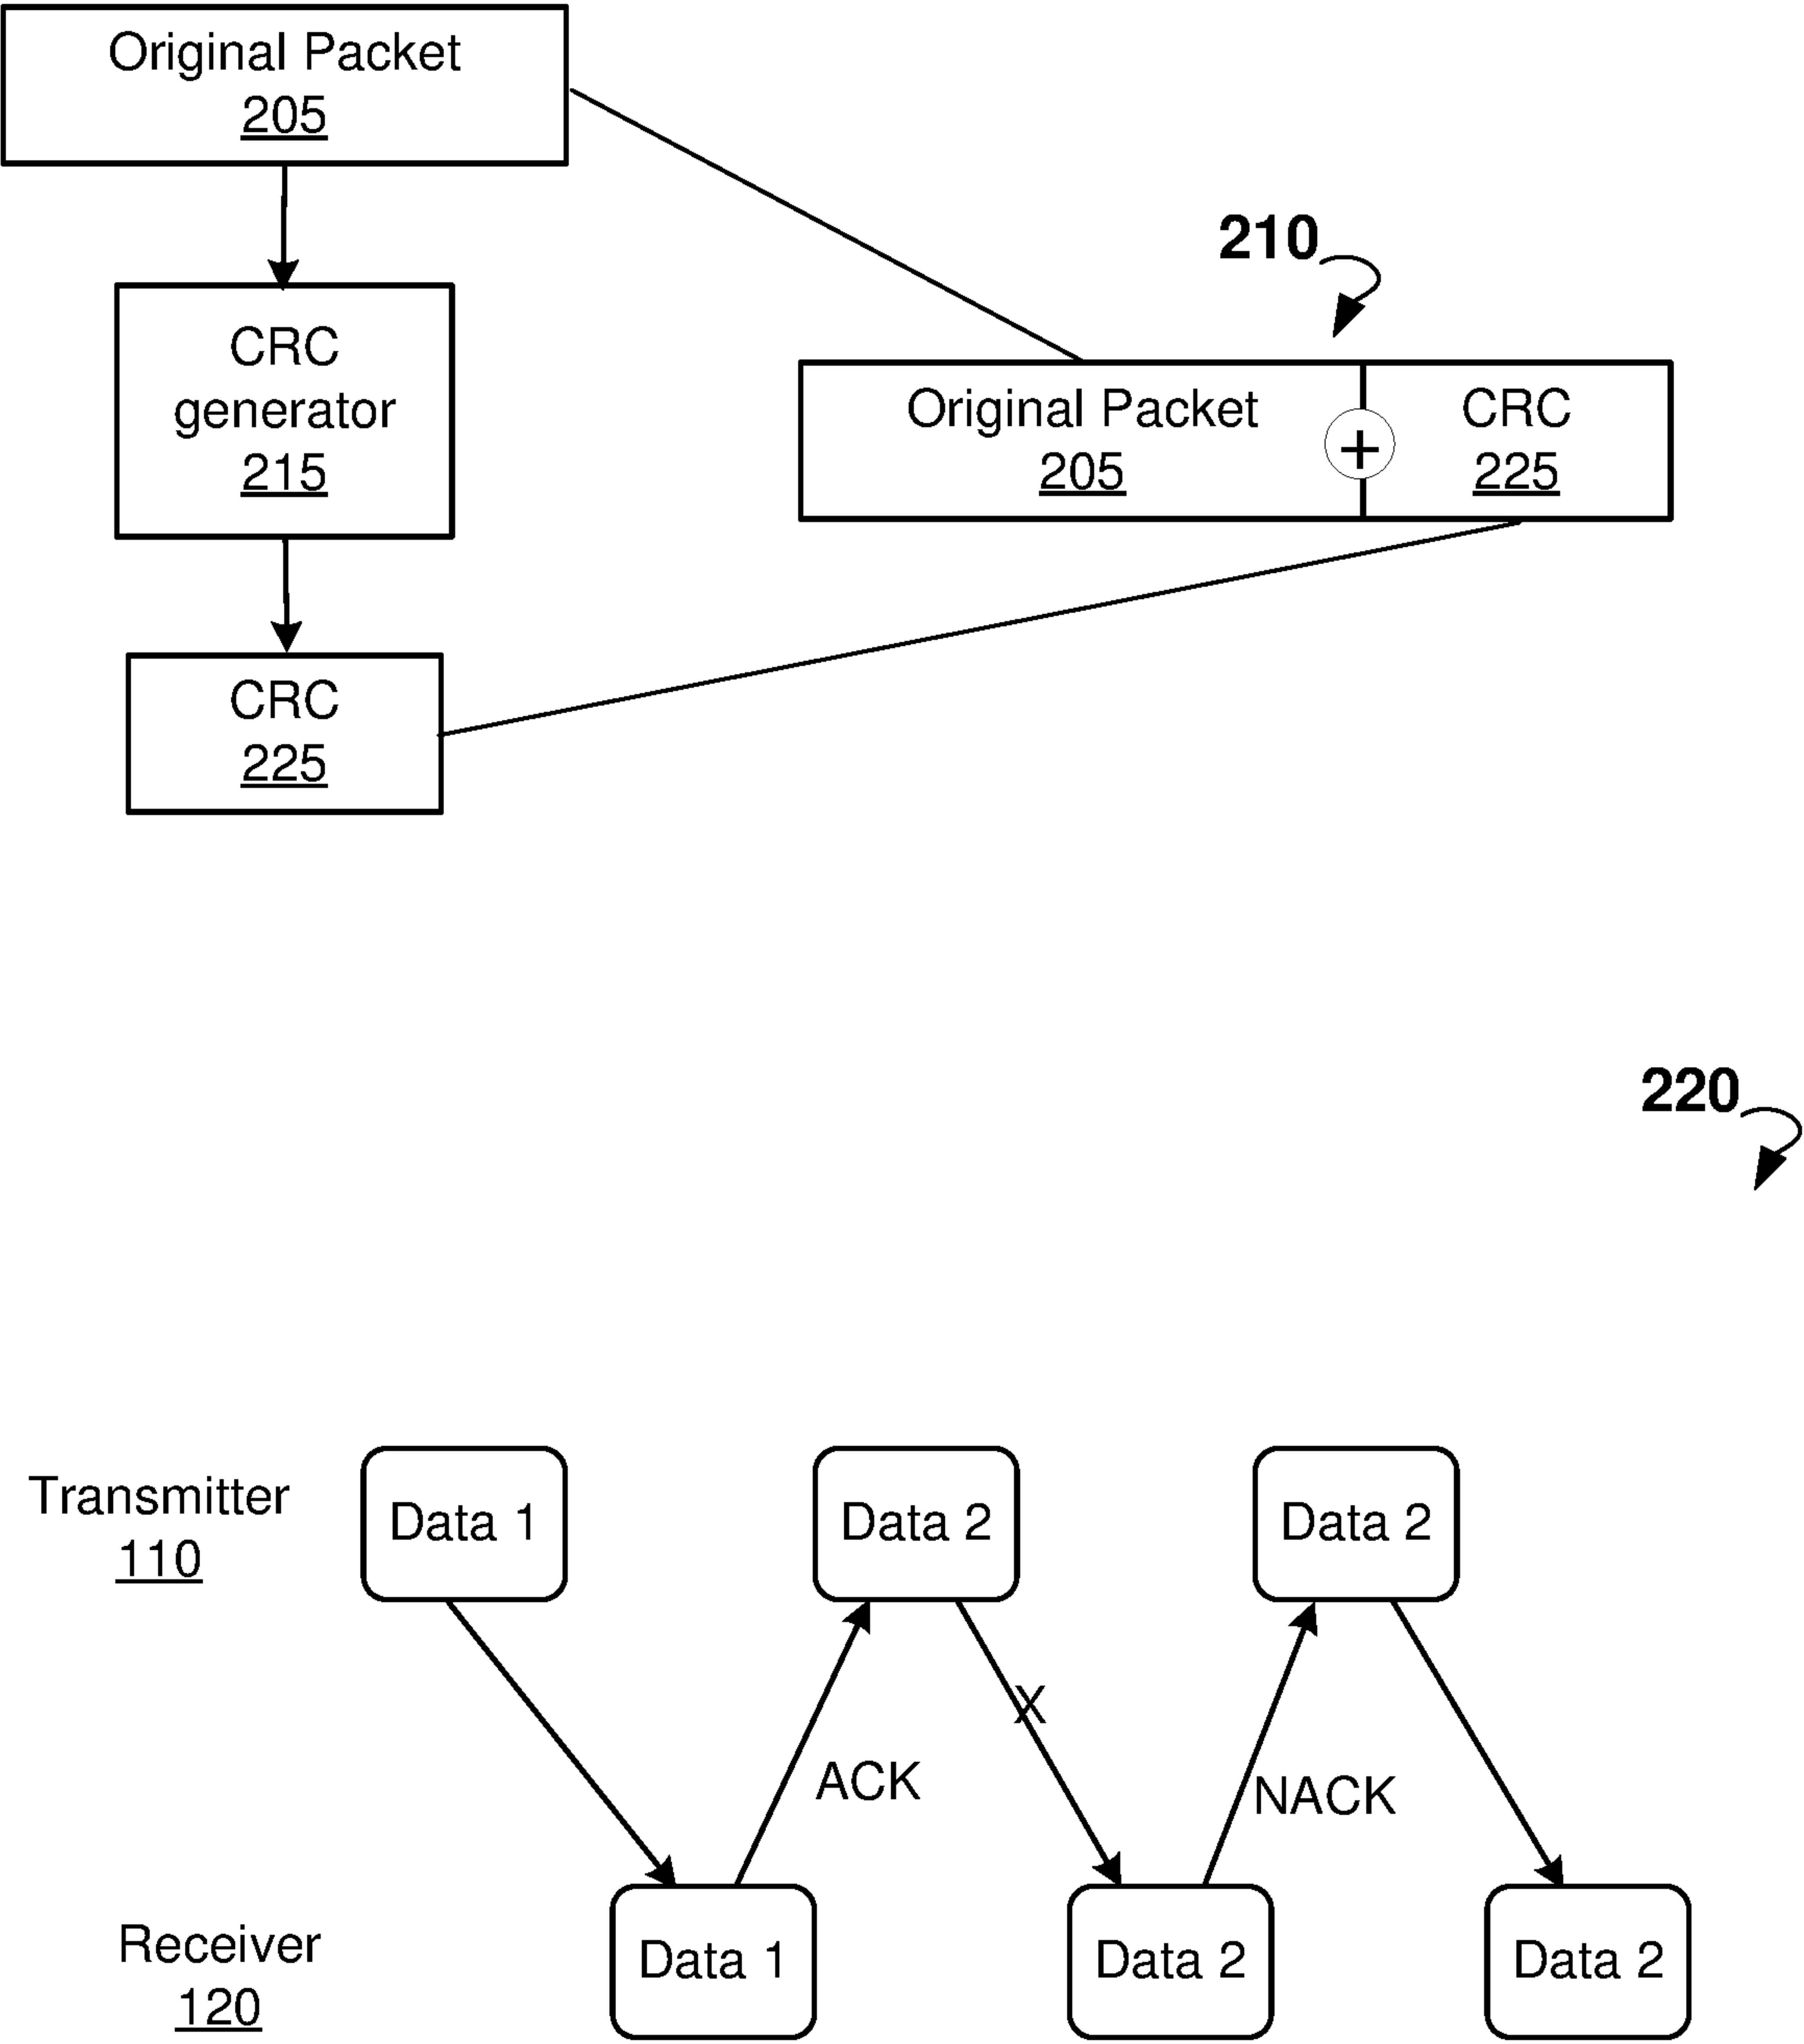 Original Packet
205
210
CRC
generator
215
Original Packet
205
+
CRC
225
CRC
225
220
Transmitter
110
Data 1
Data 2
Data 2
X
ACK
NACK
Receiver
120
Data 1
Data 2
Data 2